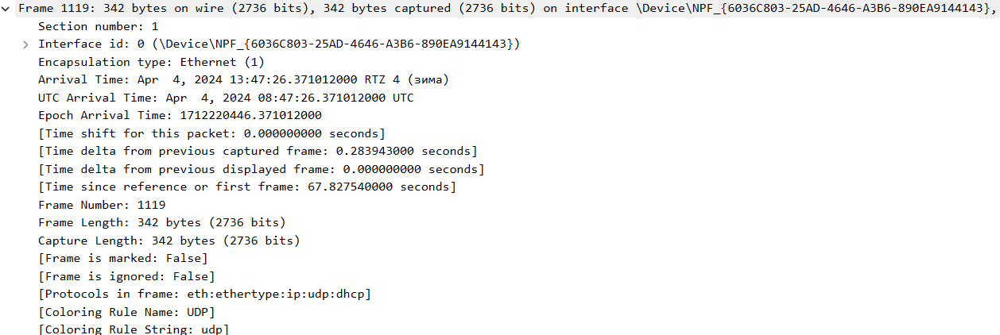 Frame 1119: 342 bytes on wire (2736 bits), 342 bytes captured (2736 bits) on interface \Device\NPF_{6036C803-25AD-4646-A3B6-890EA9144143},
Section number: 1
Interface id: 0 (\Device\NPF_{6036C803-25AD-4646-A3B6-890EA9144143})
Encapsulation type: Ethernet (1)
Arrival Time: Apr  4, 2024 13:47:26.371012000 RTZ 4 (зима)
UTC Arrival Time: Apr  4, 2024 08:47:26.371012000 UTC
Epoch Arrival Time: 1712220446.371012000
[Time shift for this packet: 0.000000000 seconds]
[Time delta from previous captured frame: 0.283943000 seconds]
[Time delta from previous displayed frame: 0.000000000 seconds]
[Time since reference or first frame: 67.827540000 seconds]
Frame Number: 1119
Frame Length: 342 bytes (2736 bits)
Capture Length: 342 bytes (2736 bits)
[Frame is marked: False]
[Frame is ignored: False]
[Protocols in frame: eth:ethertype:ip:udp:dhcp]
[Coloring Rule Name: UDP]
[Coloring Rule String: udp]